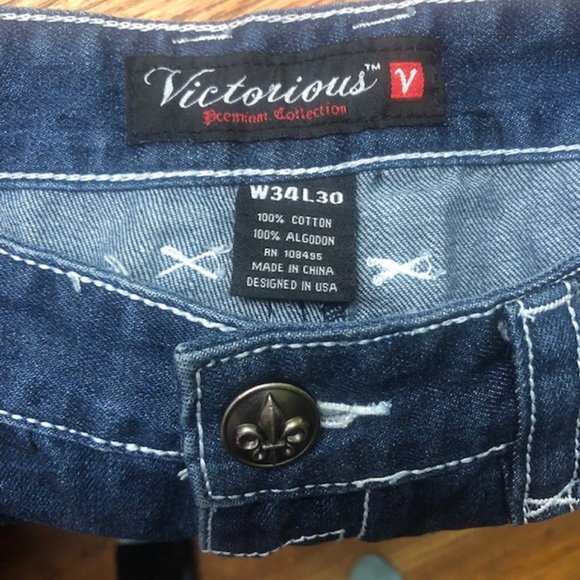 Victorious™ V
Premium Collection
W34L30
100% COTTON
100% ALGODON
RN 108495
MADE IN CHINA
DESIGNED IN USA